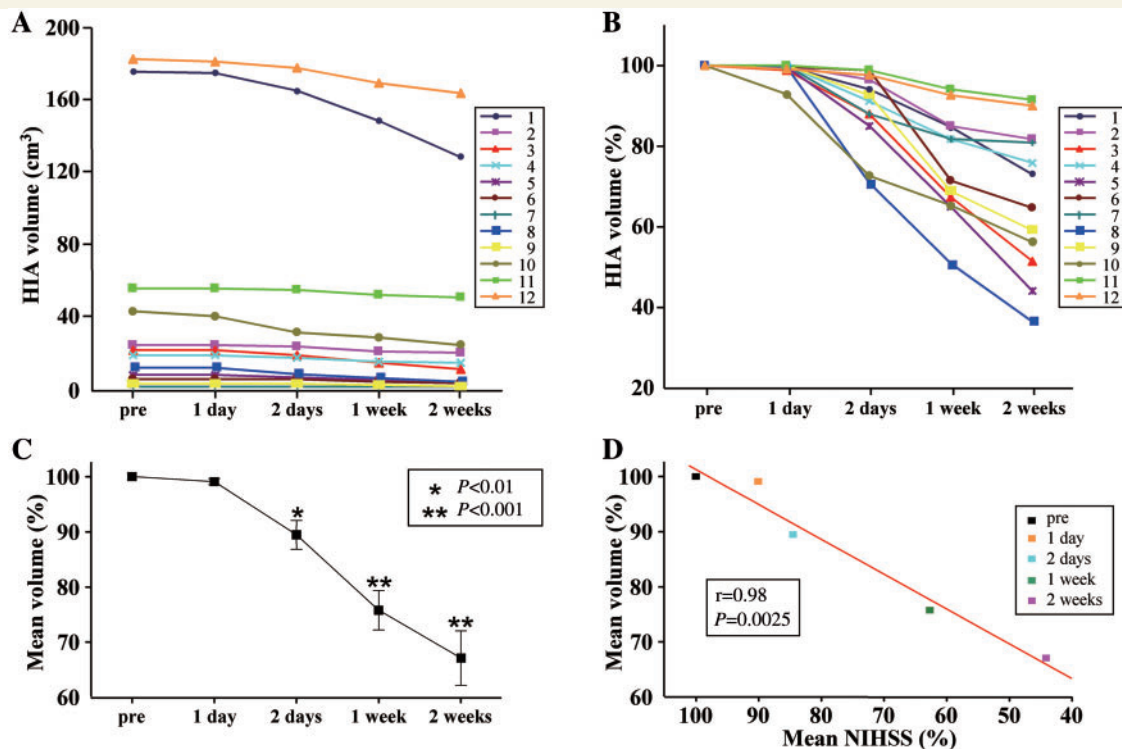 A
200
160
120
80
40
0
HIA volume (cm³)
pre 1 day 2 days 1 week 2 weeks
1
2
3
4
5
6
7
8
9
10
11
12
B
100
80
60
40
20
HIA volume (%)
pre 1 day 2 days 1 week 2 weeks
1
2
3
4
5
6
7
8
9
10
11
12
C
100
90
80
70
60
Mean volume (%)
* P<0.01
** P<0.001
*
**
**
pre 1 day 2 days 1 week 2 weeks
D
100
90
80
70
60
Mean volume (%)
pre
1 day
2 days
1 week
2 weeks
r=0.98
P=0.0025
100 90 80 70 60 50 40
Mean NIHSS (%)